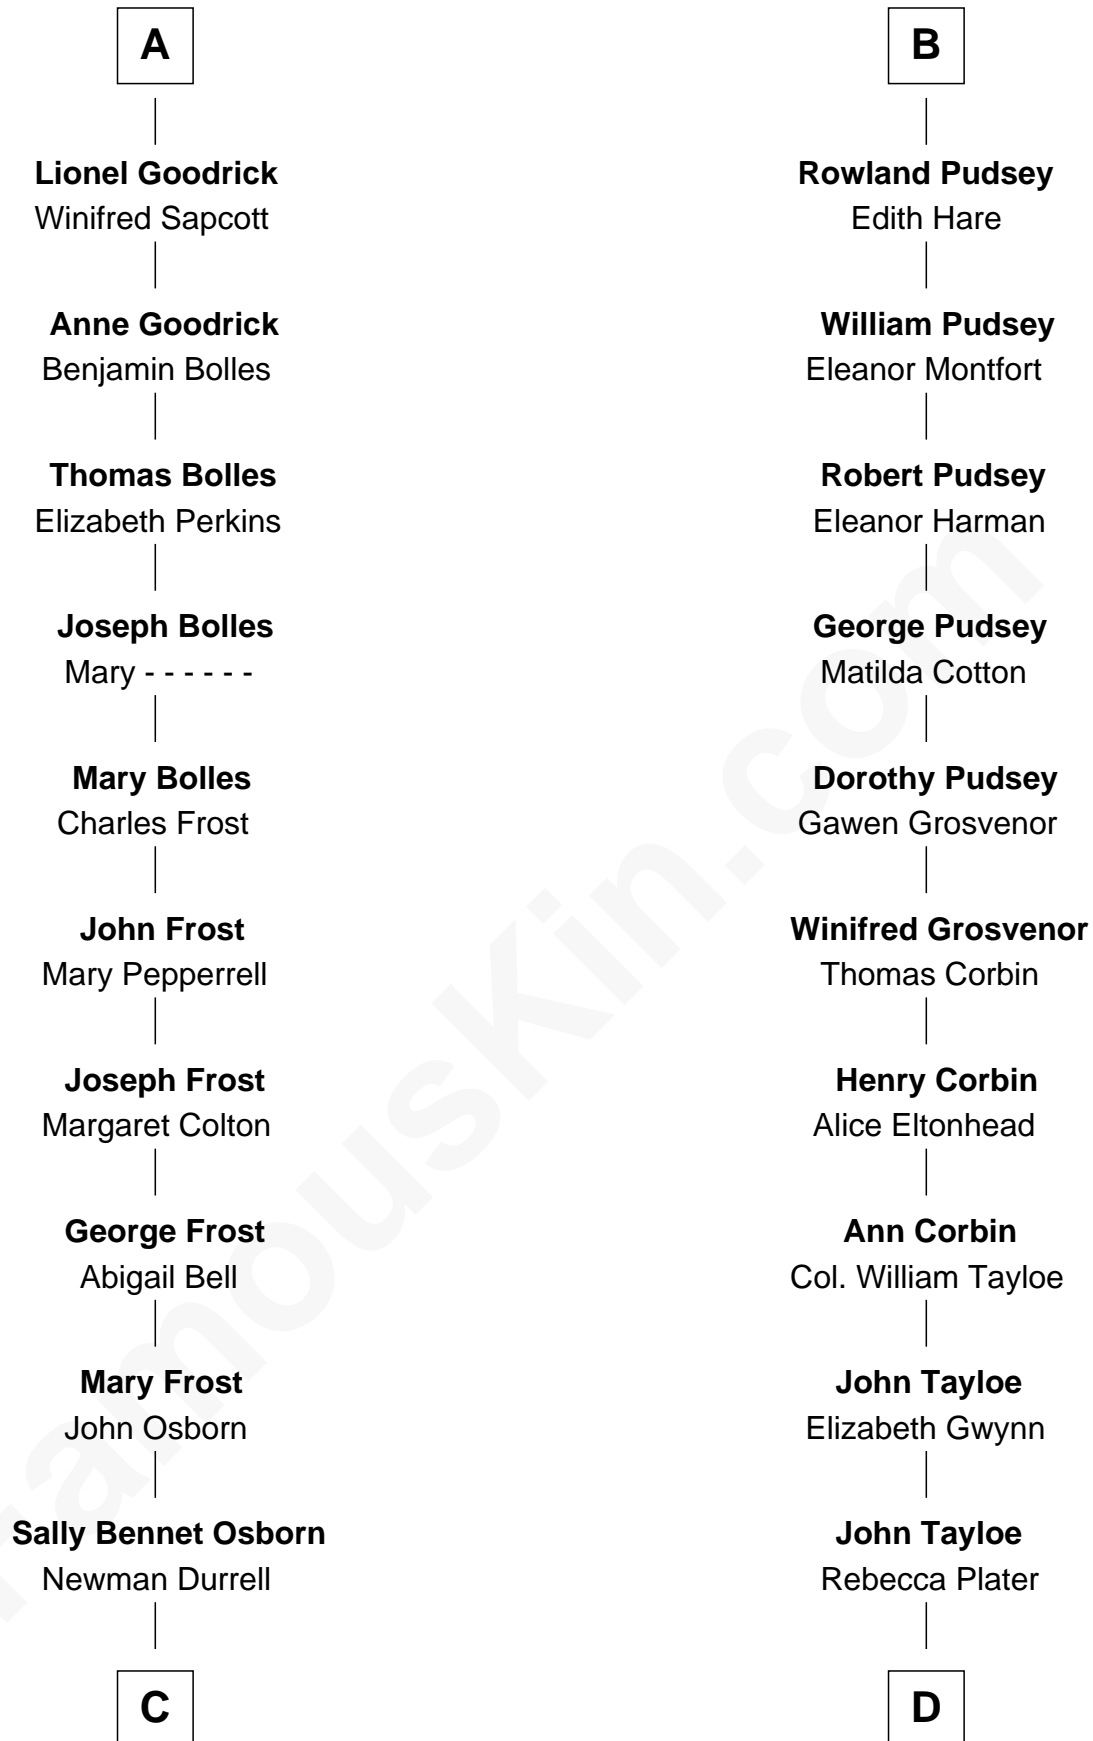 A
Lionel Goodrick
Winifred Sapcott
Anne Goodrick
Benjamin Bolles
Thomas Bolles
Elizabeth Perkins
Joseph Bolles
Mary - - - - - -
Mary Bolles
Charles Frost
John Frost
Mary Pepperrell
Joseph Frost
Margaret Colton
George Frost
Abigail Bell
Mary Frost
John Osborn
Sally Bennet Osborn
Newman Durrell
C
B
Rowland Pudsey
Edith Hare
William Pudsey
Eleanor Montfort
Robert Pudsey
Eleanor Harman
George Pudsey
Matilda Cotton
Dorothy Pudsey
Gawen Grosvenor
Winifred Grosvenor
Thomas Corbin
Henry Corbin
Alice Eltonhead
Ann Corbin
Col. William Tayloe
John Tayloe
Elizabeth Gwynn
John Tayloe
Rebecca Plater
D
FamousKin.com